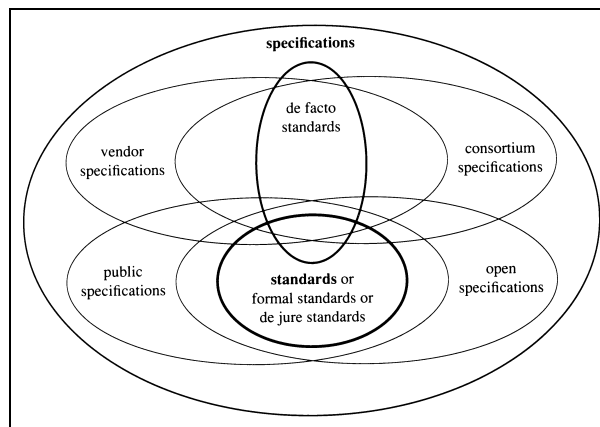 specifications
de facto
standards
vendor
specifications
consortium
specifications
public
specifications
open
specifications
standards or
formal standards or
de jure standards